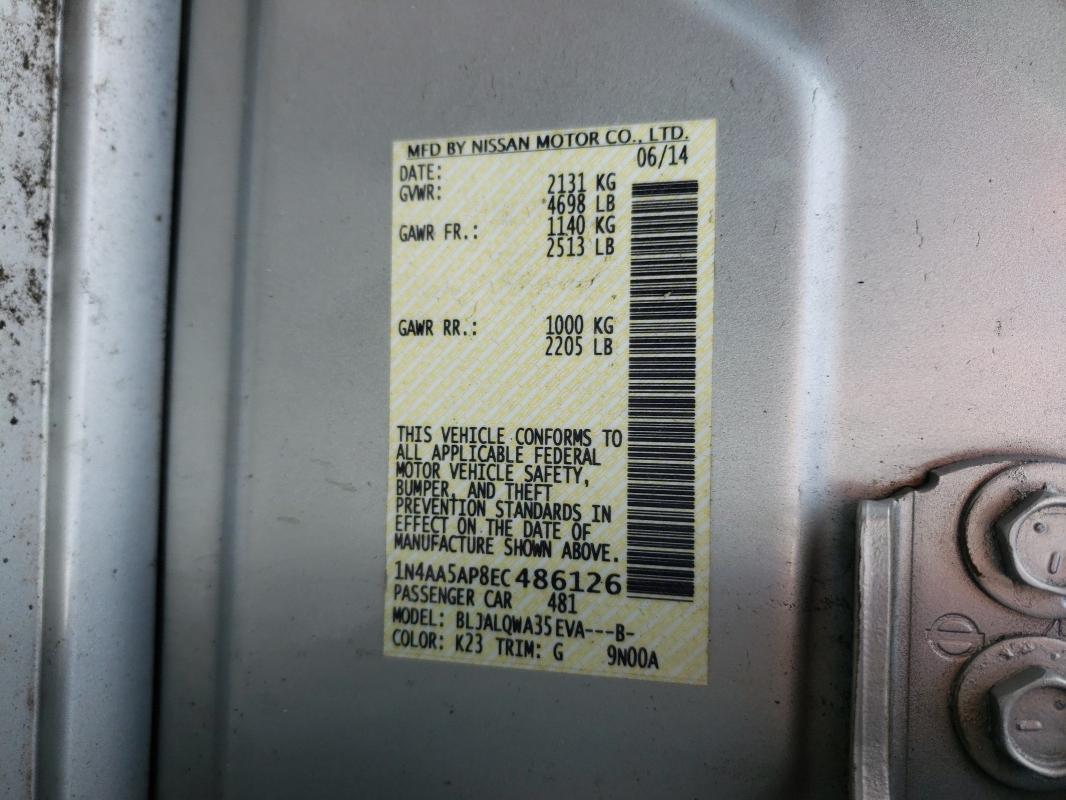 MFD BY NISSAN MOTOR CO., LTD.
DATE: 06/14
GVWR: 2131 KG
4698 LB
GAWR FR.: 1140 KG
2513 LB
GAWR RR.: 1000 KG
2205 LB
THIS VEHICLE CONFORMS TO
ALL APPLICABLE FEDERAL
MOTOR VEHICLE SAFETY,
BUMPER, AND THEFT
PREVENTION STANDARDS IN
EFFECT ON THE DATE OF
MANUFACTURE SHOWN ABOVE.
1N4AA5AP8EC486126
PASSENGER CAR 481
MODEL: BLJALQWA35EVA---B-
COLOR: K23 TRIM: G 9N00A